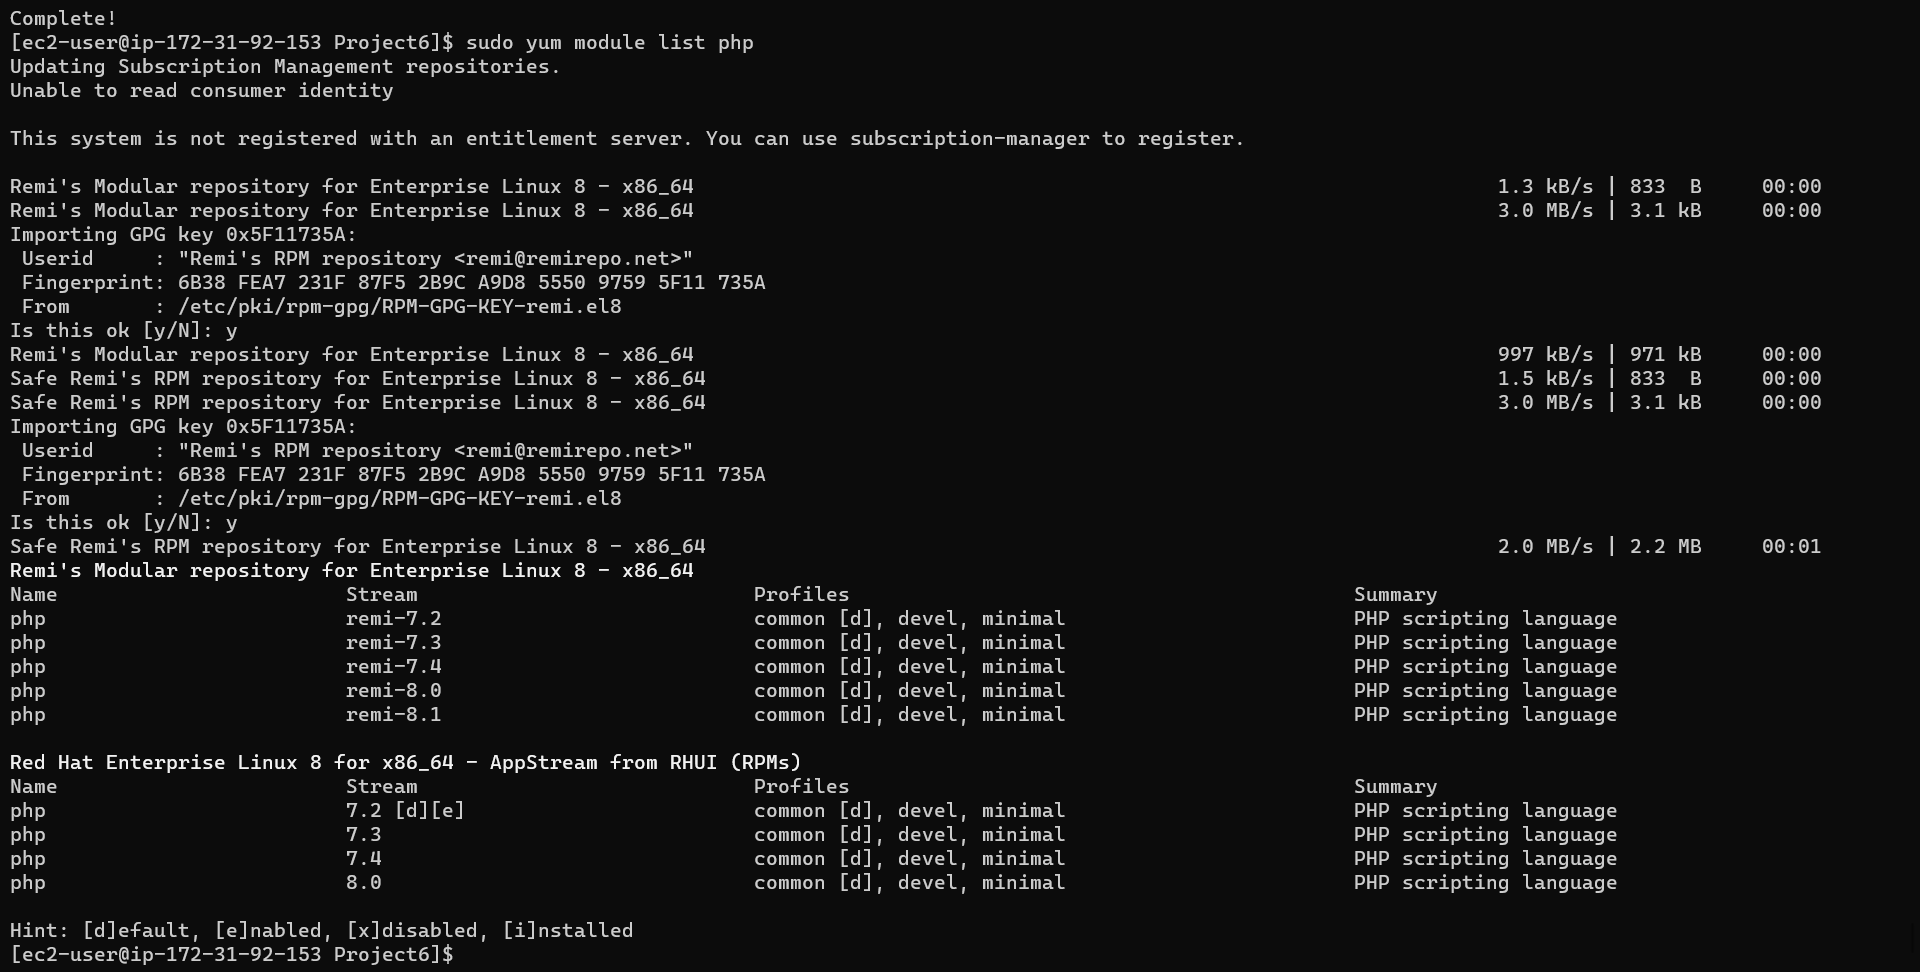 Complete!
[ec2-user@ip-172-31-92-153 Project6]$ sudo yum module list php
Updating Subscription Management repositories.
Unable to read consumer identity
This system is not registered with an entitlement server. You can use subscription-manager to register.
Remi's Modular repository for Enterprise Linux 8 - x86_64 1.3 kB/s | 833  B 00:00
Remi's Modular repository for Enterprise Linux 8 - x86_64 3.0 MB/s | 3.1 kB 00:00
Importing GPG key 0x5F11735A:
 Userid     : "Remi's RPM repository <remi@remirepo.net>"
 Fingerprint: 6B38 FEA7 231F 87F5 2B9C A9D8 5550 9759 5F11 735A
 From       : /etc/pki/rpm-gpg/RPM-GPG-KEY-remi.el8
Is this ok [y/N]: y
Remi's Modular repository for Enterprise Linux 8 - x86_64 997 kB/s | 971 kB 00:00
Safe Remi's RPM repository for Enterprise Linux 8 - x86_64 1.5 kB/s | 833  B 00:00
Safe Remi's RPM repository for Enterprise Linux 8 - x86_64 3.0 MB/s | 3.1 kB 00:00
Importing GPG key 0x5F11735A:
 Userid     : "Remi's RPM repository <remi@remirepo.net>"
 Fingerprint: 6B38 FEA7 231F 87F5 2B9C A9D8 5550 9759 5F11 735A
 From       : /etc/pki/rpm-gpg/RPM-GPG-KEY-remi.el8
Is this ok [y/N]: y
Safe Remi's RPM repository for Enterprise Linux 8 - x86_64 2.0 MB/s | 2.2 MB 00:01
Remi's Modular repository for Enterprise Linux 8 - x86_64
Name Stream Profiles Summary
php remi-7.2 common [d], devel, minimal PHP scripting language
php remi-7.3 common [d], devel, minimal PHP scripting language
php remi-7.4 common [d], devel, minimal PHP scripting language
php remi-8.0 common [d], devel, minimal PHP scripting language
php remi-8.1 common [d], devel, minimal PHP scripting language
Red Hat Enterprise Linux 8 for x86_64 - AppStream from RHUI (RPMs)
Name Stream Profiles Summary
php 7.2 [d][e] common [d], devel, minimal PHP scripting language
php 7.3 common [d], devel, minimal PHP scripting language
php 7.4 common [d], devel, minimal PHP scripting language
php 8.0 common [d], devel, minimal PHP scripting language
Hint: [d]efault, [e]nabled, [x]disabled, [i]nstalled
[ec2-user@ip-172-31-92-153 Project6]$